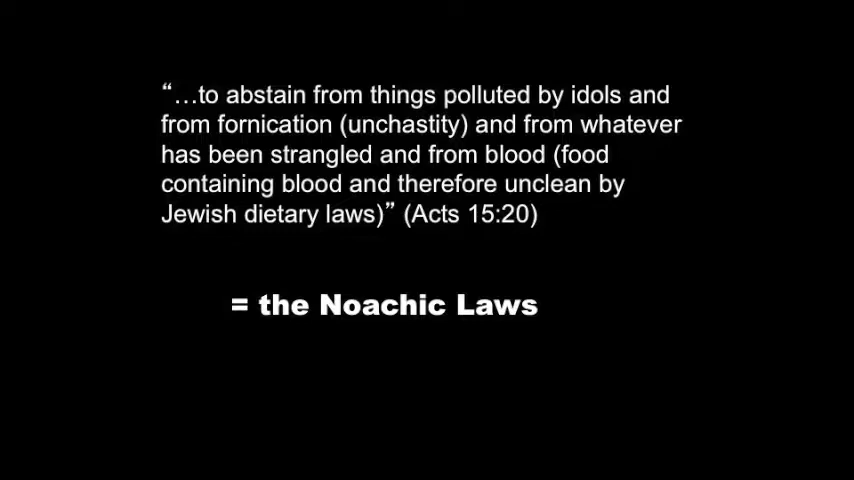 “…to abstain from things polluted by idols and
from fornication (unchastity) and from whatever
has been strangled and from blood (food
containing blood and therefore unclean by
Jewish dietary laws)” (Acts 15:20)
= the Noachic Laws